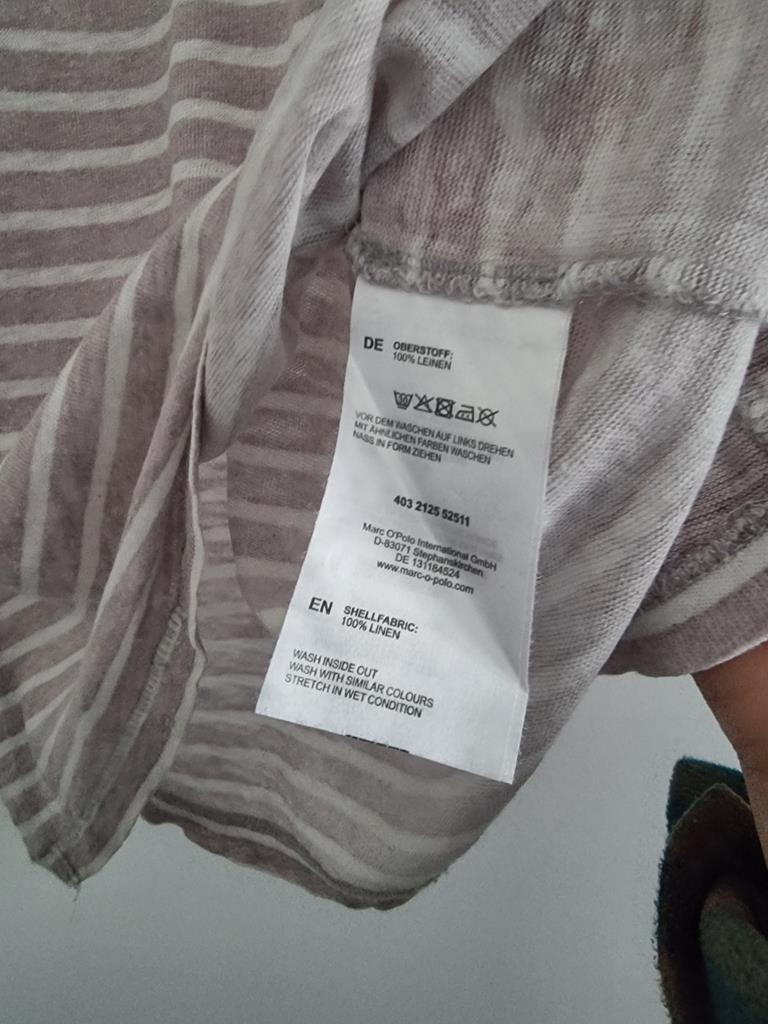 DE OBERSTOFF:
100% LEINEN
VOR DEM WASCHEN AUF LINKS DREHEN
MIT ÄHNLICHEN FARBEN WASCHEN
NASS IN FORM ZIEHEN
403 2125 52511
Marc O'Polo International GmbH
D-83071 Stephanskirchen
DE 131184524
www.marc-o-polo.com
EN SHELLFABRIC:
100% LINEN
WASH INSIDE OUT
WASH WITH SIMILAR COLOURS
STRETCH IN WET CONDITION